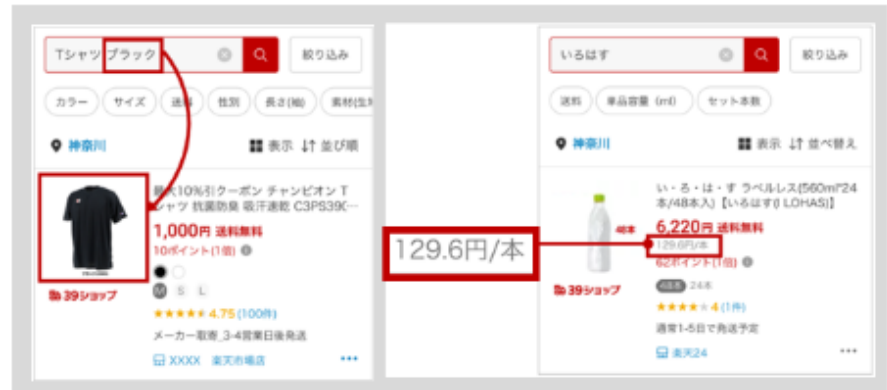 Tシャツ ブラック
絞り込み
カラー
サイズ
送料
性別
長さ(袖)
素材(生
神奈川
表示
並び順
最大10%引クーポン チャンピオン T
シャツ 抗菌防臭 吸汗速乾 C3PS39(…
1,000円 送料無料
10ポイント(1倍)
M S L
39ショップ
4.75 (100件)
メーカー取寄_3-4営業日後発送
XXXX 楽天市場店
129.6円/本
いろはす
絞り込み
送料
単品容量 (ml)
セット本数
神奈川
表示
並べ替え
い・ろ・は・す ラベルレス(560ml*24
本/48本入)【いろはす(I LOHAS)】
48本
6,220円 送料無料
129.6円/本
62ポイント(1倍)
48本 24本
39ショップ
4 (1件)
通常1-5日で発送予定
楽天24